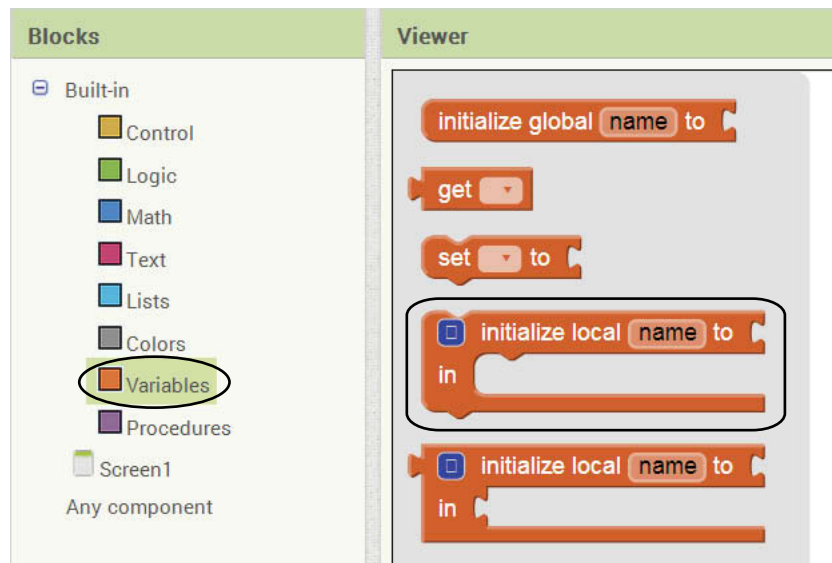 Blocks
Built-in
Control
Logic
Math
Text
Lists
Colors
Variables
Procedures
Screen1
Any component
Viewer
initialize global name to
get
set to
initialize local name to
in
initialize local name to
in